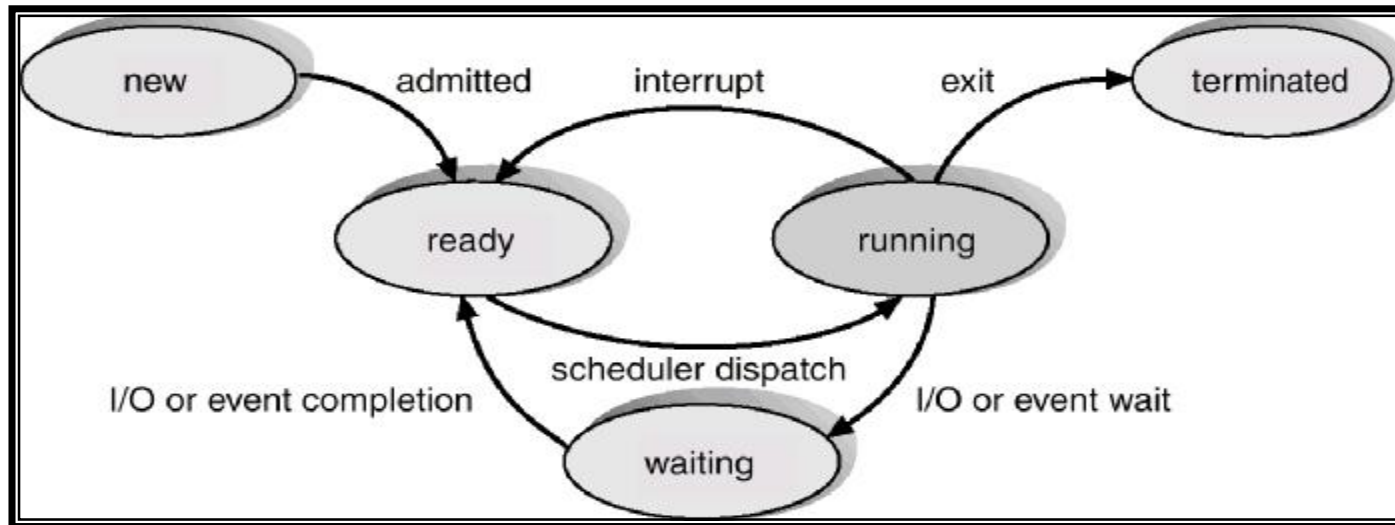 new
admitted
interrupt
exit
terminated
ready
running
scheduler dispatch
I/O or event completion
I/O or event wait
waiting